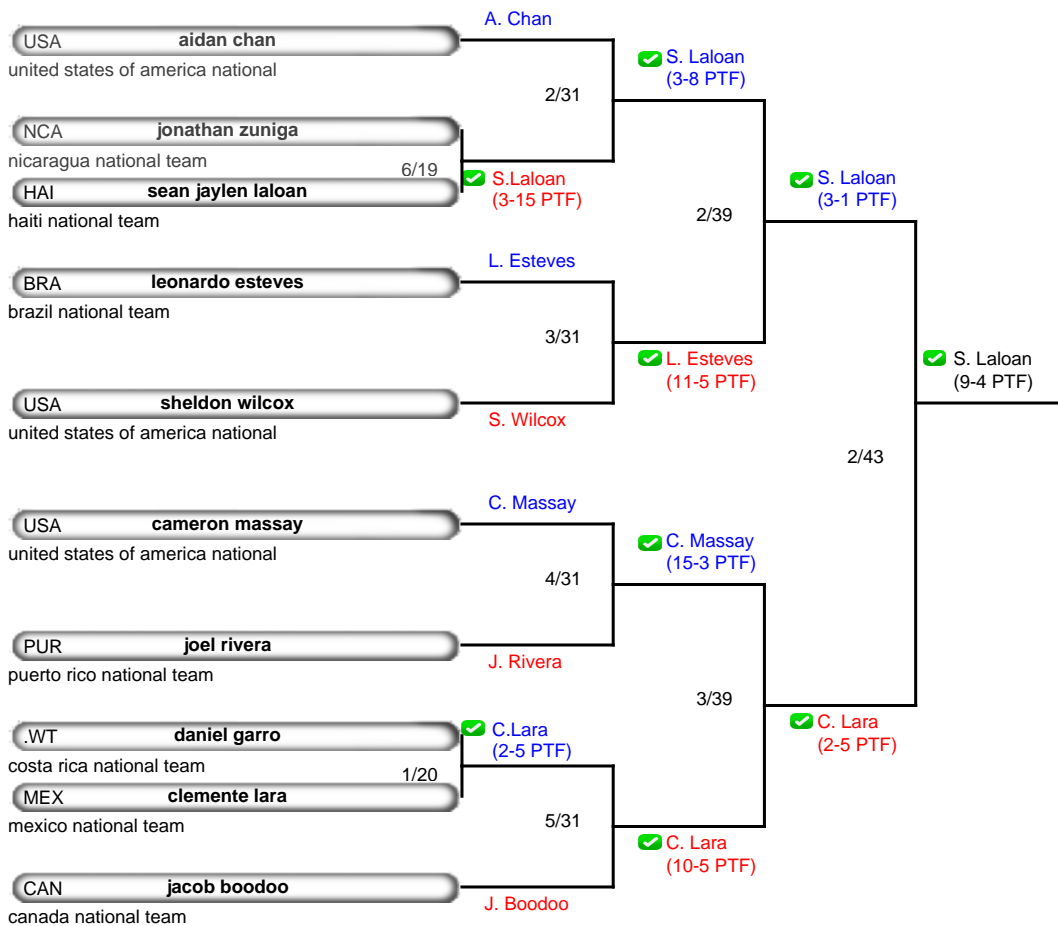 A. Chan
USA aidan chan
united states of america national
S. Laloan
(3-8 PTF)
2/31
NCA jonathan zuniga
nicaragua national team
6/19
HAI sean jaylen laloan
haiti national team
S.Laloan
(3-15 PTF)
S. Laloan
(3-1 PTF)
2/39
L. Esteves
BRA leonardo esteves
brazil national team
3/31
L. Esteves
(11-5 PTF)
S. Laloan
(9-4 PTF)
USA sheldon wilcox
united states of america national
S. Wilcox
2/43
C. Massay
USA cameron massay
united states of america national
C. Massay
(15-3 PTF)
4/31
PUR joel rivera
puerto rico national team
J. Rivera
3/39
C. Lara
(2-5 PTF)
.WT daniel garro
costa rica national team
C.Lara
(2-5 PTF)
1/20
MEX clemente lara
mexico national team
5/31
C. Lara
(10-5 PTF)
CAN jacob boodoo
canada national team
J. Boodoo